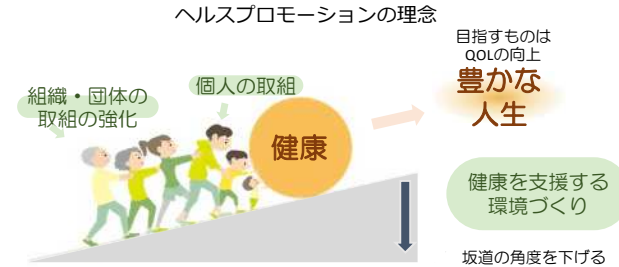 ヘルスプロモーションの理念
目指すものは
QOLの向上
豊かな
人生
組織・団体の
取組の強化
個人の取組
健康
健康を支援する
環境づくり
坂道の角度を下げる